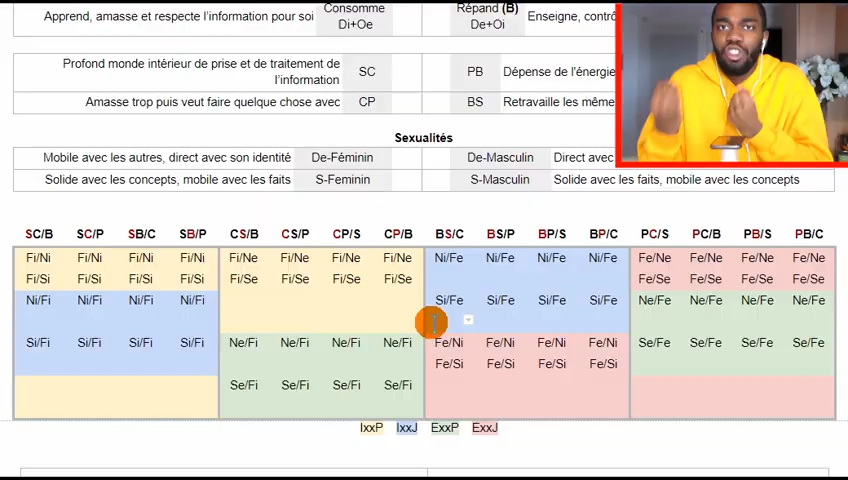 Consomme Répand (B)
Apprend, amasse et respecte l'information pour soi Di+Oe De+Oi Enseigne, contrô
Profond monde intérieur de prise et de traitement de l'information SC PB Dépense de l'énergie
Amasse trop puis veut faire quelque chose avec CP BS Retravaille les même
Sexualités
Mobile avec les autres, direct avec son identité De-Féminin De-Masculin Direct avec
Solide avec les concepts, mobile avec les faits S-Feminin S-Masculin Solide avec les faits, mobile avec les concepts
SC/B SC/P SB/C SB/P CS/B CS/P CP/S CP/B BS/C BS/P BP/S BP/C PC/S PC/B PB/S PB/C
Fi/Ni Fi/Ni Fi/Ni Fi/Ni Fi/Ne Fi/Ne Fi/Ne Fi/Ne Ni/Fe Ni/Fe Ni/Fe Ni/Fe Fe/Ne Fe/Ne Fe/Ne Fe/Ne
Fi/Si Fi/Si Fi/Si Fi/Si Fi/Se Fi/Se Fi/Se Fi/Se Fe/Se Fe/Se Fe/Se Fe/Se
Ni/Fi Ni/Fi Ni/Fi Ni/Fi Si/Fe Si/Fe Si/Fe Si/Fe Ne/Fe Ne/Fe Ne/Fe Ne/Fe
Si/Fi Si/Fi Si/Fi Si/Fi Ne/Fi Ne/Fi Ne/Fi Ne/Fi Fe/Ni Fe/Ni Fe/Ni Fe/Ni Se/Fe Se/Fe Se/Fe Se/Fe
Fe/Si Fe/Si Fe/Si Fe/Si
Se/Fi Se/Fi Se/Fi Se/Fi
IxxP IxxJ ExxP ExxJ